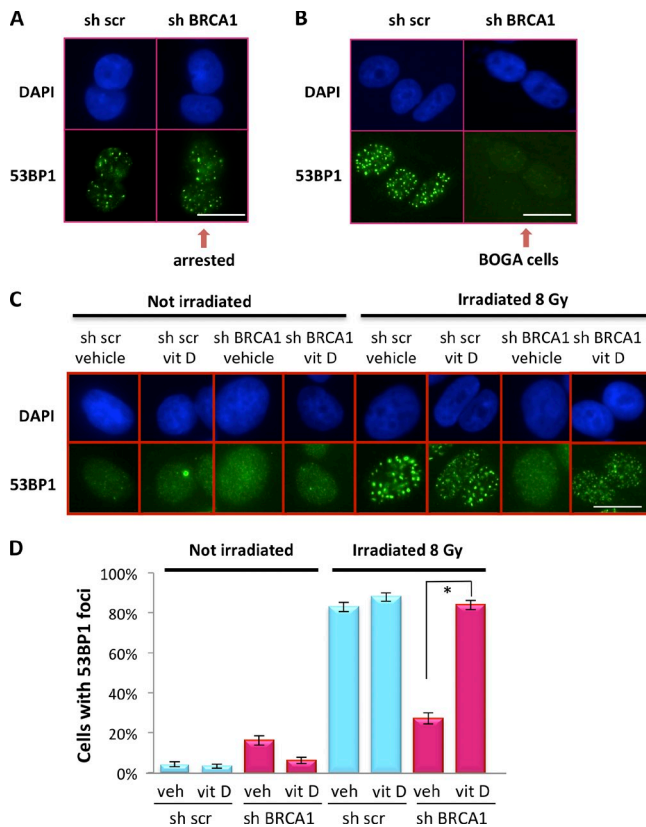 A
sh scr sh BRCA1
DAPI
53BP1
arrested
B
sh scr sh BRCA1
DAPI
53BP1
BOGA cells
C
Not irradiated Irradiated 8 Gy
sh scr sh scr sh BRCA1 sh BRCA1 sh scr sh scr sh BRCA1 sh BRCA1
vehicle vit D vehicle vit D vehicle vit D vehicle vit D
DAPI
53BP1
D
Not irradiated Irradiated 8 Gy
Cells with 53BP1 foci
100%
80%
60%
40%
20%
0%
*
veh vit D veh vit D veh vit D veh vit D
sh scr sh BRCA1 sh scr sh BRCA1